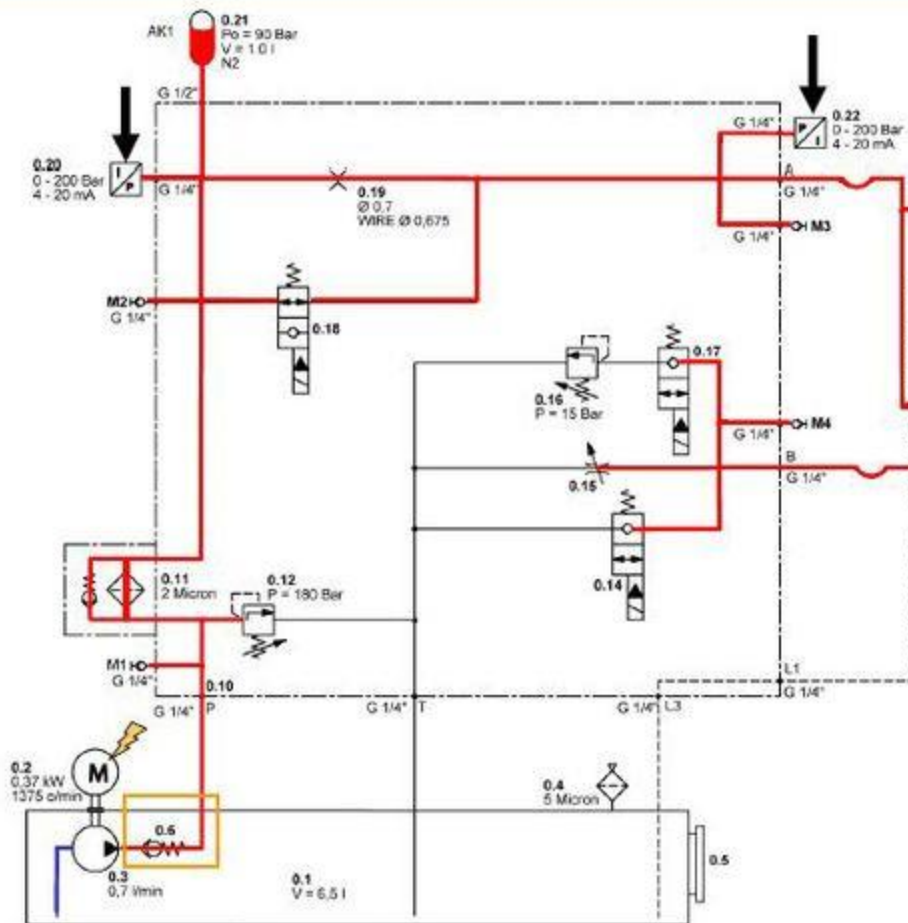 AK1
0.21
Po = 90 Bar
V = 1.0 l
N2
G 1/2"
G 1/4"
P
I
0.22
0 - 200 Bar
4 - 20 mA
0.20
0 - 200 Bar
4 - 20 mA
I
P
G 1/4"
0.19
Ø 0,7
WIRE Ø 0,675
A
G 1/4"
G 1/4"
M3
M2
G 1/4"
0.18
0.17
0.16
P = 15 Bar
G 1/4"
M4
0.15
B
G 1/4"
0.11
2 Micron
0.12
P = 180 Bar
0.14
M1
G 1/4"
0.10
L1
G 1/4"
G 1/4"
P
G 1/4"
T
G 1/4"
L3
0.2
0,37 kW
1375 o/min
M
0.4
5 Micron
0.6
0.5
0.3
0,7 l/min
0.1
V = 6,5 l